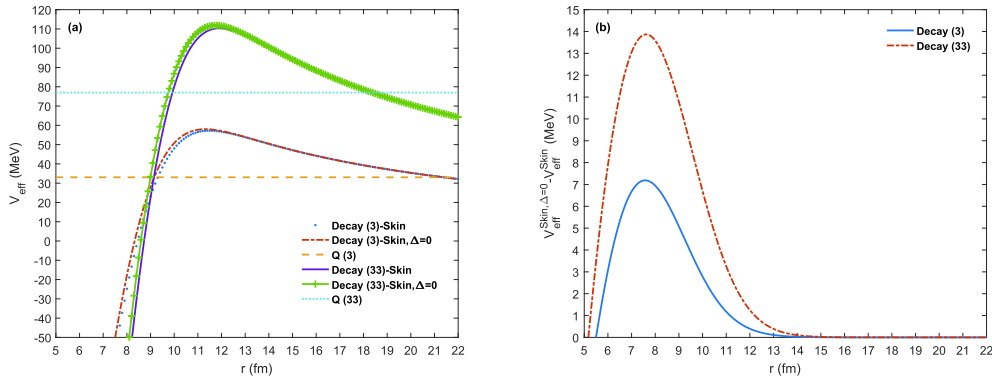 (a)
120
110
100
90
80
70
60
50
40
30
20
10
0
-10
-20
-30
-40
-50
V_eff (MeV)
5 6 7 8 9 10 11 12 13 14 15 16 17 18 19 20 21 22
r (fm)
Decay (3)-Skin
Decay (3)-Skin, Δ=0
Q (3)
Decay (33)-Skin
Decay (33)-Skin, Δ=0
Q (33)
(b)
15
14
13
12
11
10
9
8
7
6
5
4
3
2
1
0
V_eff^Skin, Δ=0-V_eff^Skin (MeV)
5 6 7 8 9 10 11 12 13 14 15 16 17 18 19 20 21 22
r (fm)
Decay (3)
Decay (33)